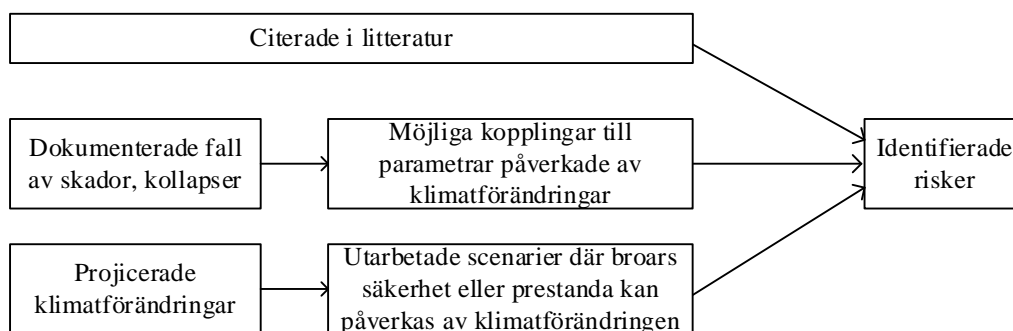 Citerade i litteratur
Dokumenterade fall
av skador, kollapser
Möjliga kopplingar till
parametrar påverkade av
klimatförändringar
Identifierade
risker
Projicerade
klimatförändringar
Utarbetade scenarier där broars
säkerhet eller prestanda kan
påverkas av klimatförändringen